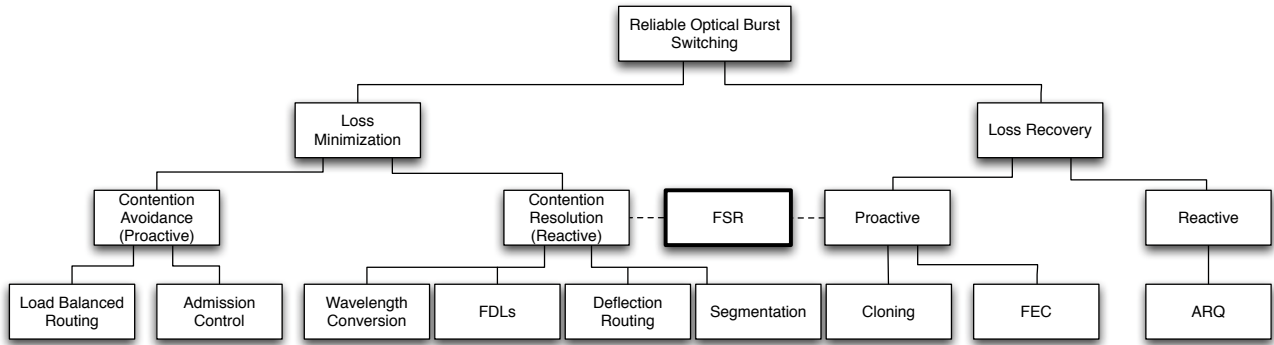 Reliable Optical Burst
Switching
Loss
Minimization
Loss Recovery
Contention
Avoidance
(Proactive)
Contention
Resolution
(Reactive)
FSR
Proactive
Reactive
Load Balanced
Routing
Admission
Control
Wavelength
Conversion
FDLs
Deflection
Routing
Segmentation
Cloning
FEC
ARQ